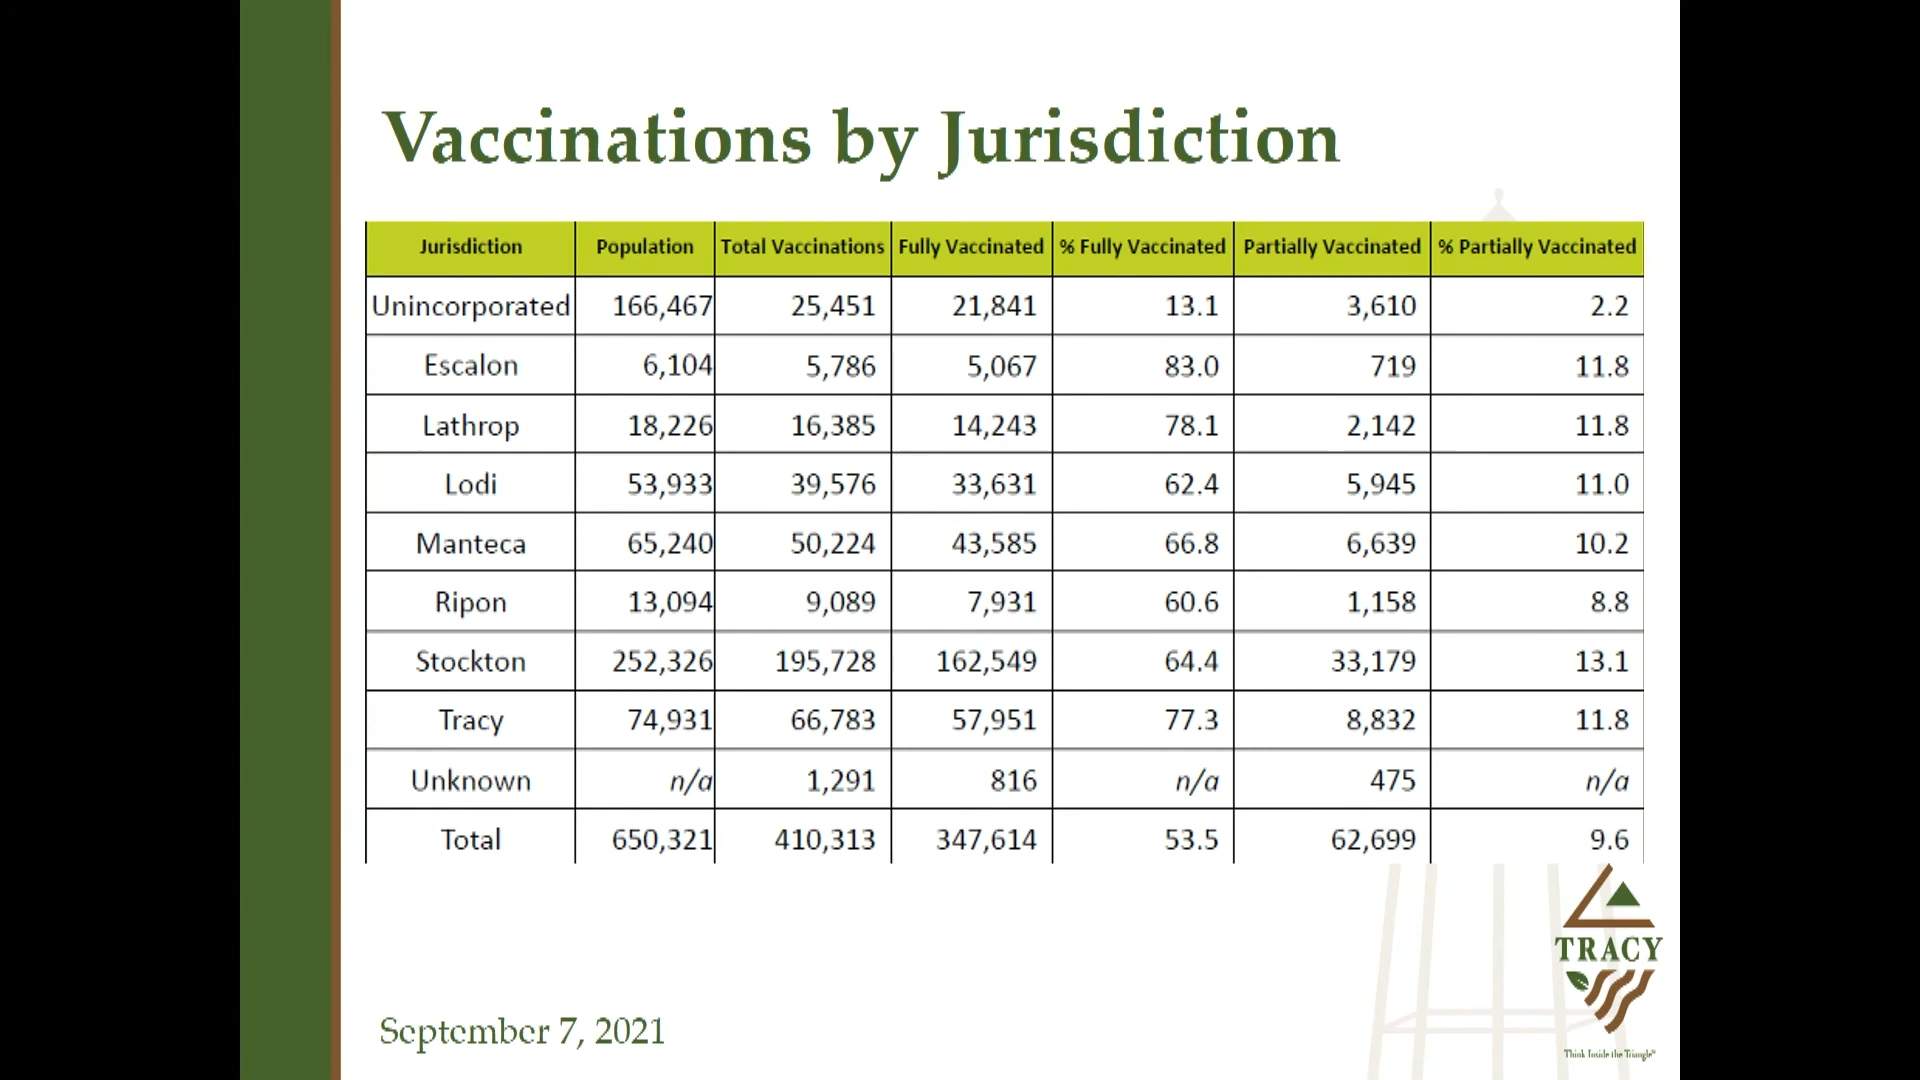 Vaccinations by Jurisdiction
Jurisdiction Population Total Vaccinations Fully Vaccinated % Fully Vaccinated Partially Vaccinated % Partially Vaccinated
Unincorporated 166,467 25,451 21,841 13.1 3,610 2.2
Escalon 6,104 5,786 5,067 83.0 719 11.8
Lathrop 18,226 16,385 14,243 78.1 2,142 11.8
Lodi 53,933 39,576 33,631 62.4 5,945 11.0
Manteca 65,240 50,224 43,585 66.8 6,639 10.2
Ripon 13,094 9,089 7,931 60.6 1,158 8.8
Stockton 252,326 195,728 162,549 64.4 33,179 13.1
Tracy 74,931 66,783 57,951 77.3 8,832 11.8
Unknown n/a 1,291 816 n/a 475 n/a
Total 650,321 410,313 347,614 53.5 62,699 9.6
TRACY
Think Inside the Triangle™
September 7, 2021